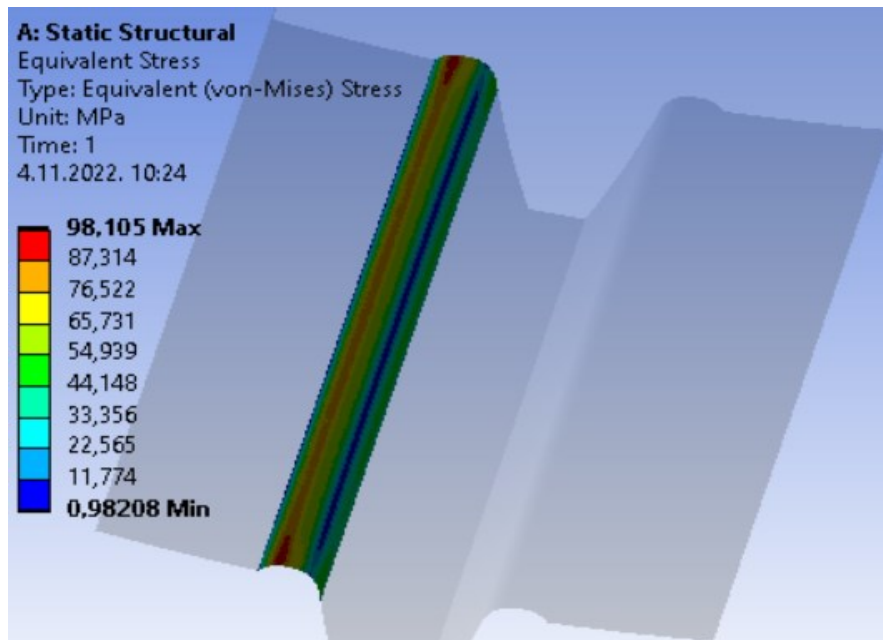 A: Static Structural
Equivalent Stress
Type: Equivalent (von-Mises) Stress
Unit: MPa
Time: 1
4.11.2022. 10:24
98,105 Max
87,314
76,522
65,731
54,939
44,148
33,356
22,565
11,774
0,98208 Min